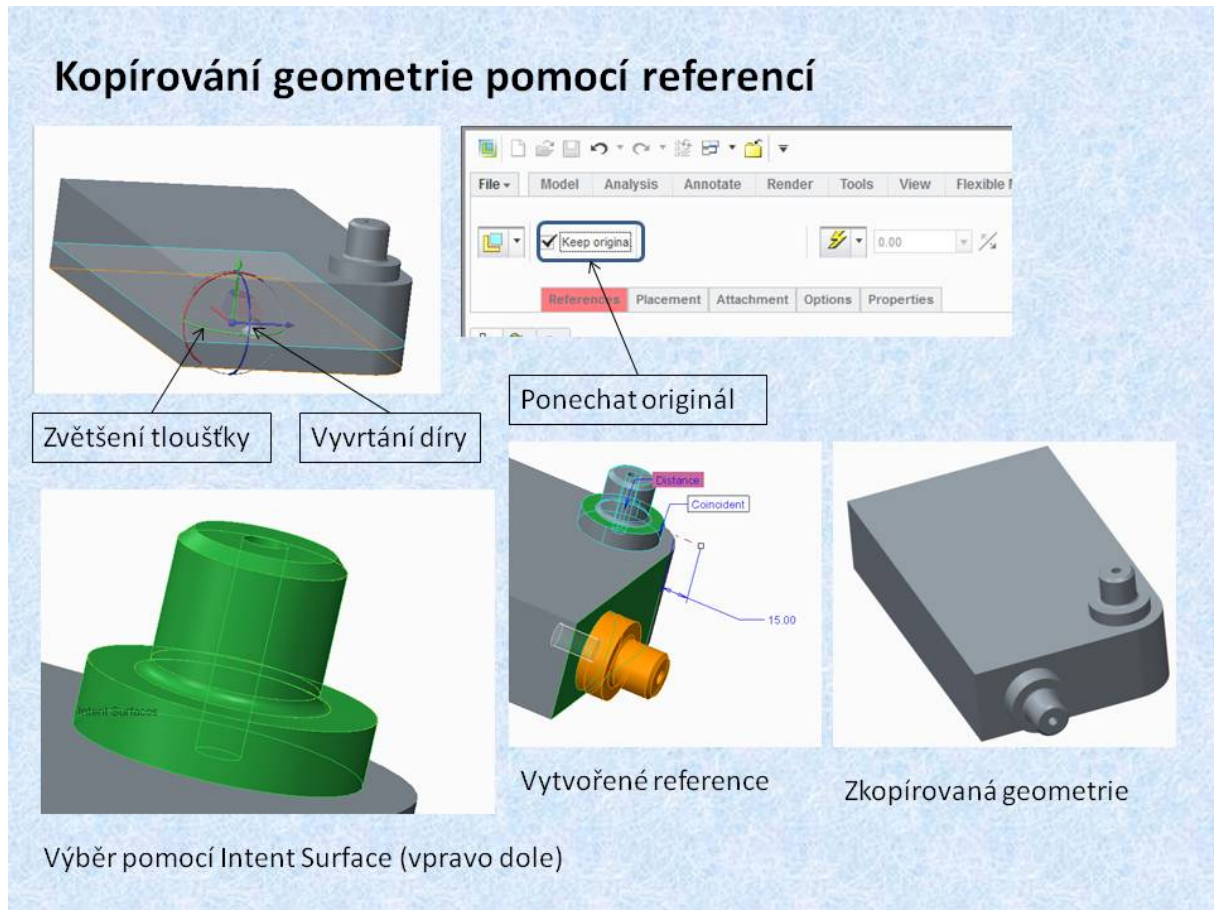 Kopírování geometrie pomocí referencí
File Model Analysis Annotate Render Tools View Flexible
Keep origina
0.00
References Placement Attachment Options Properties
Ponechat originál
Zvětšení tloušťky
Vyvrtání díry
Distance
Coincident
15.00
Intent Surfaces
Vytvořené reference
Zkopírovaná geometrie
Výběr pomocí Intent Surface (vpravo dole)